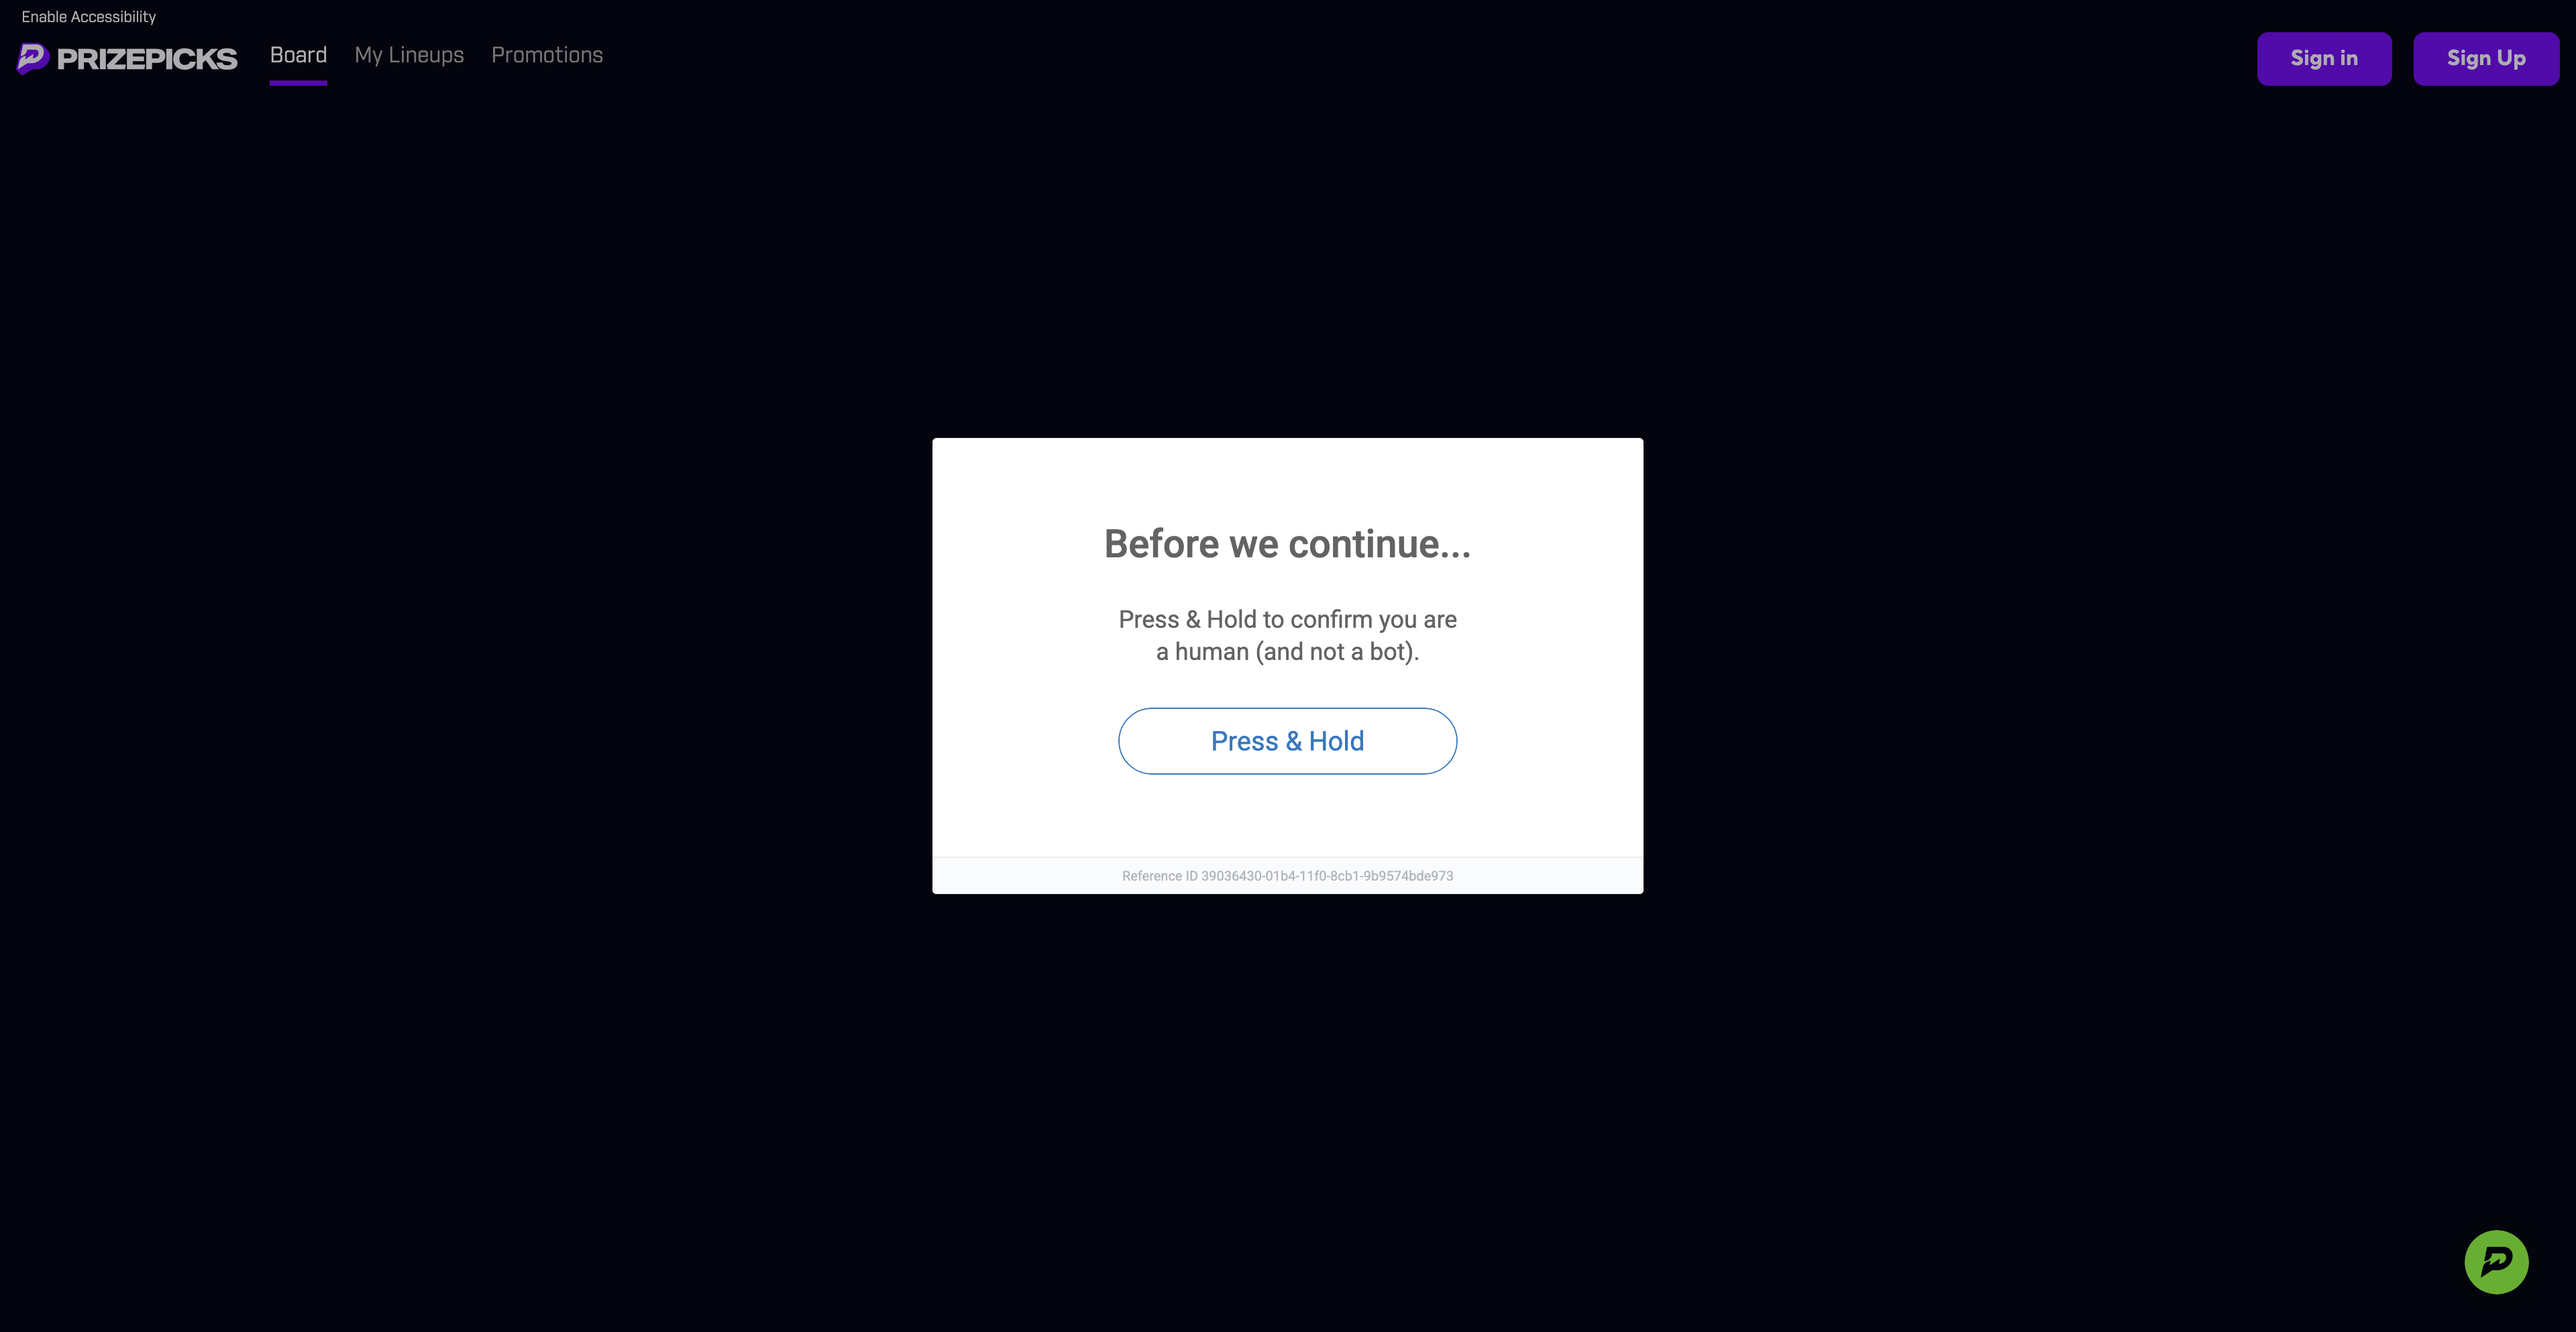 Enable Accessibility
PRIZEPICKS
Board
My Lineups
Promotions
Sign in
Sign Up
Before we continue...
Press & Hold to confirm you are
a human (and not a bot).
Press & Hold
Reference ID 39036430-01b4-11f0-8cb1-9b9574bde973